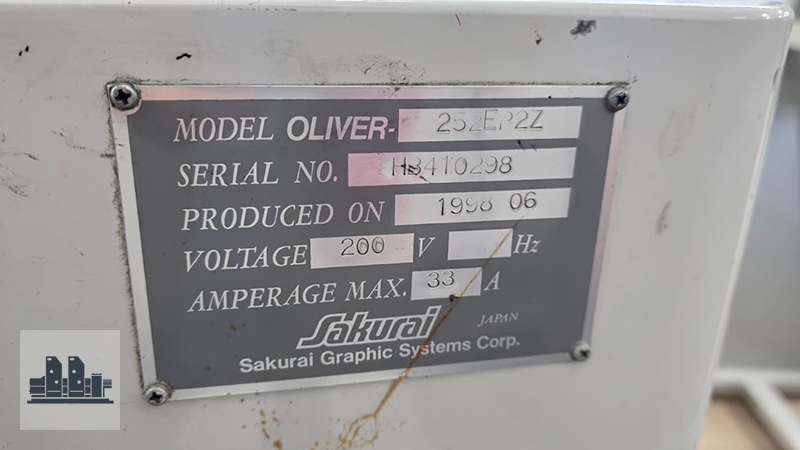 MODEL OLIVER- 252EP2Z
SERIAL NO. HB410298
PRODUCED ON 1998 06
VOLTAGE 200 V Hz
AMPERAGE MAX. 33 A
Sakurai JAPAN
Sakurai Graphic Systems Corp.